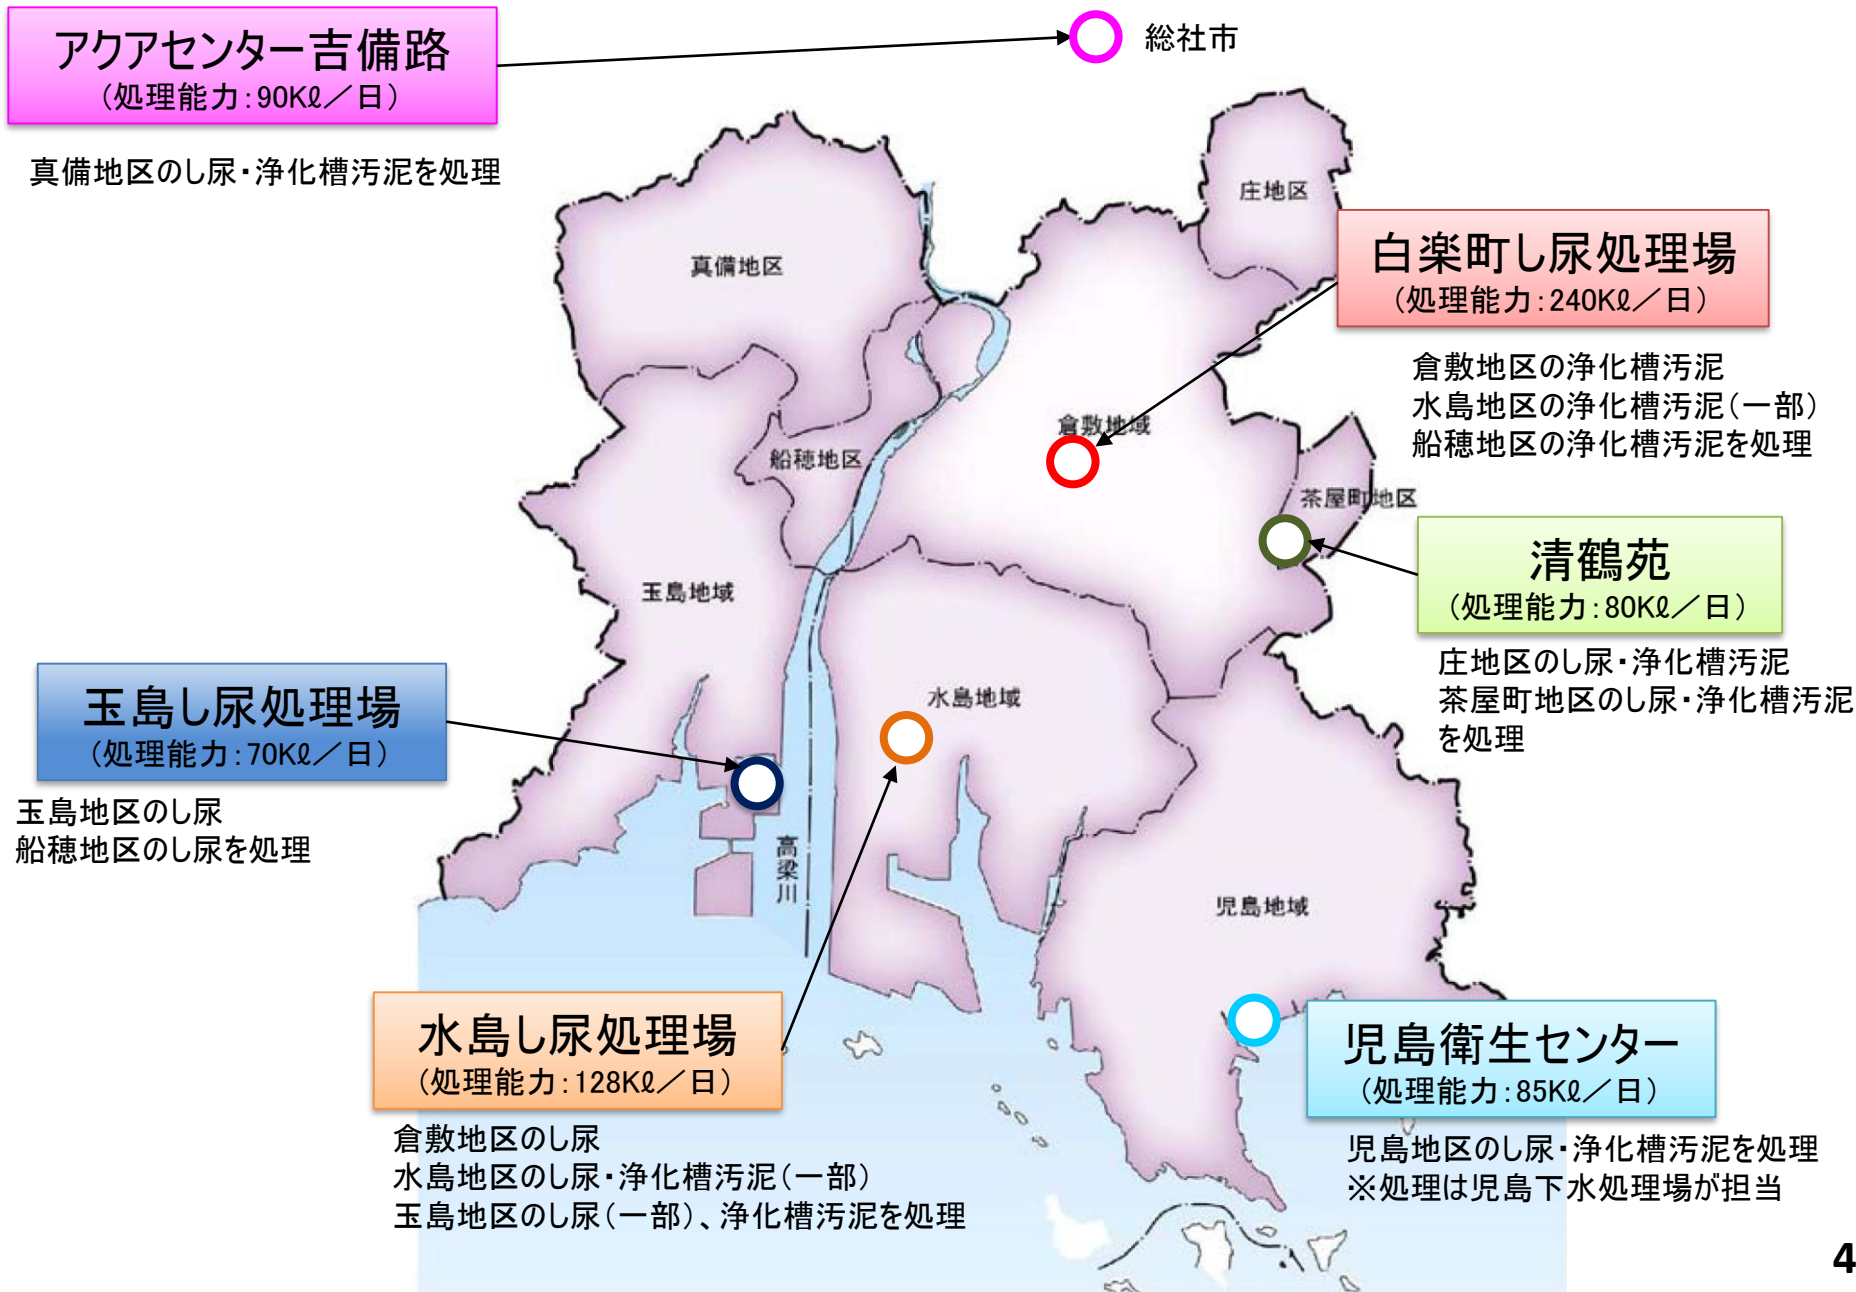 アクアセンター吉備路
（処理能力：90Kℓ／日）
真備地区のし尿・浄化槽汚泥を処理
総社市
庄地区
真備地区
白楽町し尿処理場
（処理能力：240Kℓ／日）
倉敷地区の浄化槽汚泥
水島地区の浄化槽汚泥（一部）
船穂地区の浄化槽汚泥を処理
倉敷地域
船穂地区
茶屋町地区
清鶴苑
（処理能力：80Kℓ／日）
庄地区のし尿・浄化槽汚泥
茶屋町地区のし尿・浄化槽汚泥
を処理
玉島地域
水島地域
玉島し尿処理場
（処理能力：70Kℓ／日）
玉島地区のし尿
船穂地区のし尿を処理
高梁川
児島地域
水島し尿処理場
（処理能力：128Kℓ／日）
倉敷地区のし尿
水島地区のし尿・浄化槽汚泥（一部）
玉島地区のし尿（一部）、浄化槽汚泥を処理
児島衛生センター
（処理能力：85Kℓ／日）
児島地区のし尿・浄化槽汚泥を処理
※処理は児島下水処理場が担当
4